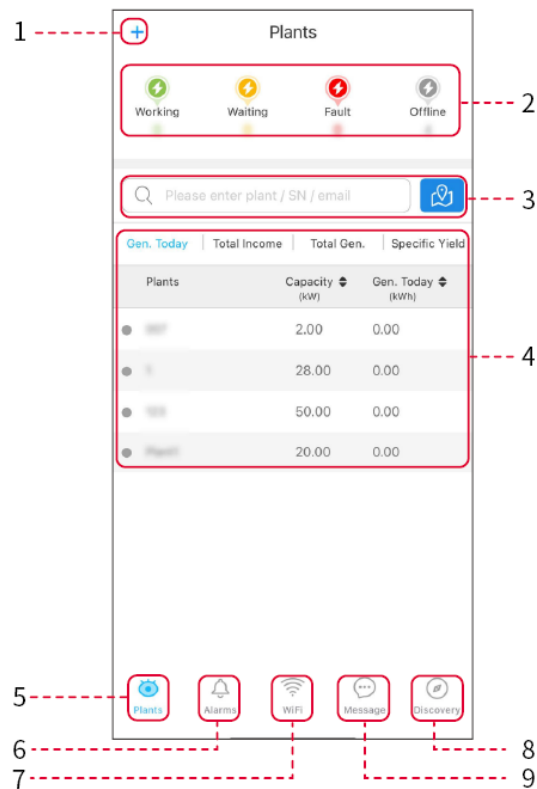 1
+ Plants
Working Waiting Fault Offline
2
Please enter plant / SN / email
3
Gen. Today Total Income Total Gen. Specific Yield
Plants Capacity Gen. Today
(kW) (kWh)
2.00 0.00
28.00 0.00
4
50.00 0.00
20.00 0.00
5
Plants Alarms WiFi Message Discovery
6 8
7 9